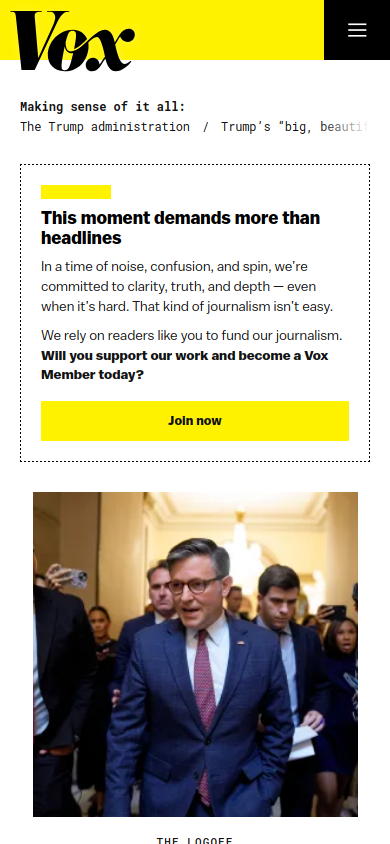 Vox
Making sense of it all:
The Trump administration / Trump’s “big, beauti
This moment demands more than
headlines
In a time of noise, confusion, and spin, we’re
committed to clarity, truth, and depth — even
when it’s hard. That kind of journalism isn’t easy.
We rely on readers like you to fund our journalism.
Will you support our work and become a Vox
Member today?
Join now
THE LOGOFF